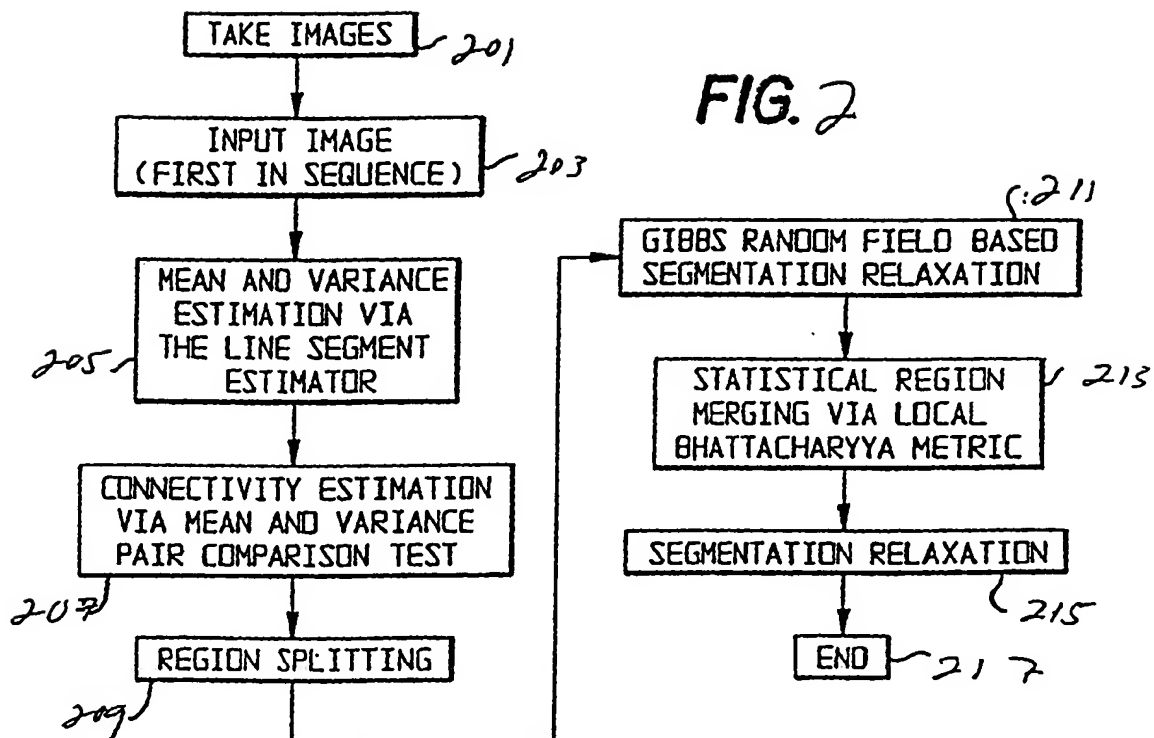 TAKE IMAGES
201
FIG. 2
INPUT IMAGE
(FIRST IN SEQUENCE)
203
MEAN AND VARIANCE
ESTIMATION VIA
THE LINE SEGMENT
ESTIMATOR
205
CONNECTIVITY ESTIMATION
VIA MEAN AND VARIANCE
PAIR COMPARISON TEST
207
REGION SPLITTING
209
211
GIBBS RANDOM FIELD BASED
SEGMENTATION RELAXATION
STATISTICAL REGION
MERGING VIA LOCAL
BHATTACHARYYA METRIC
213
SEGMENTATION RELAXATION
215
END
217